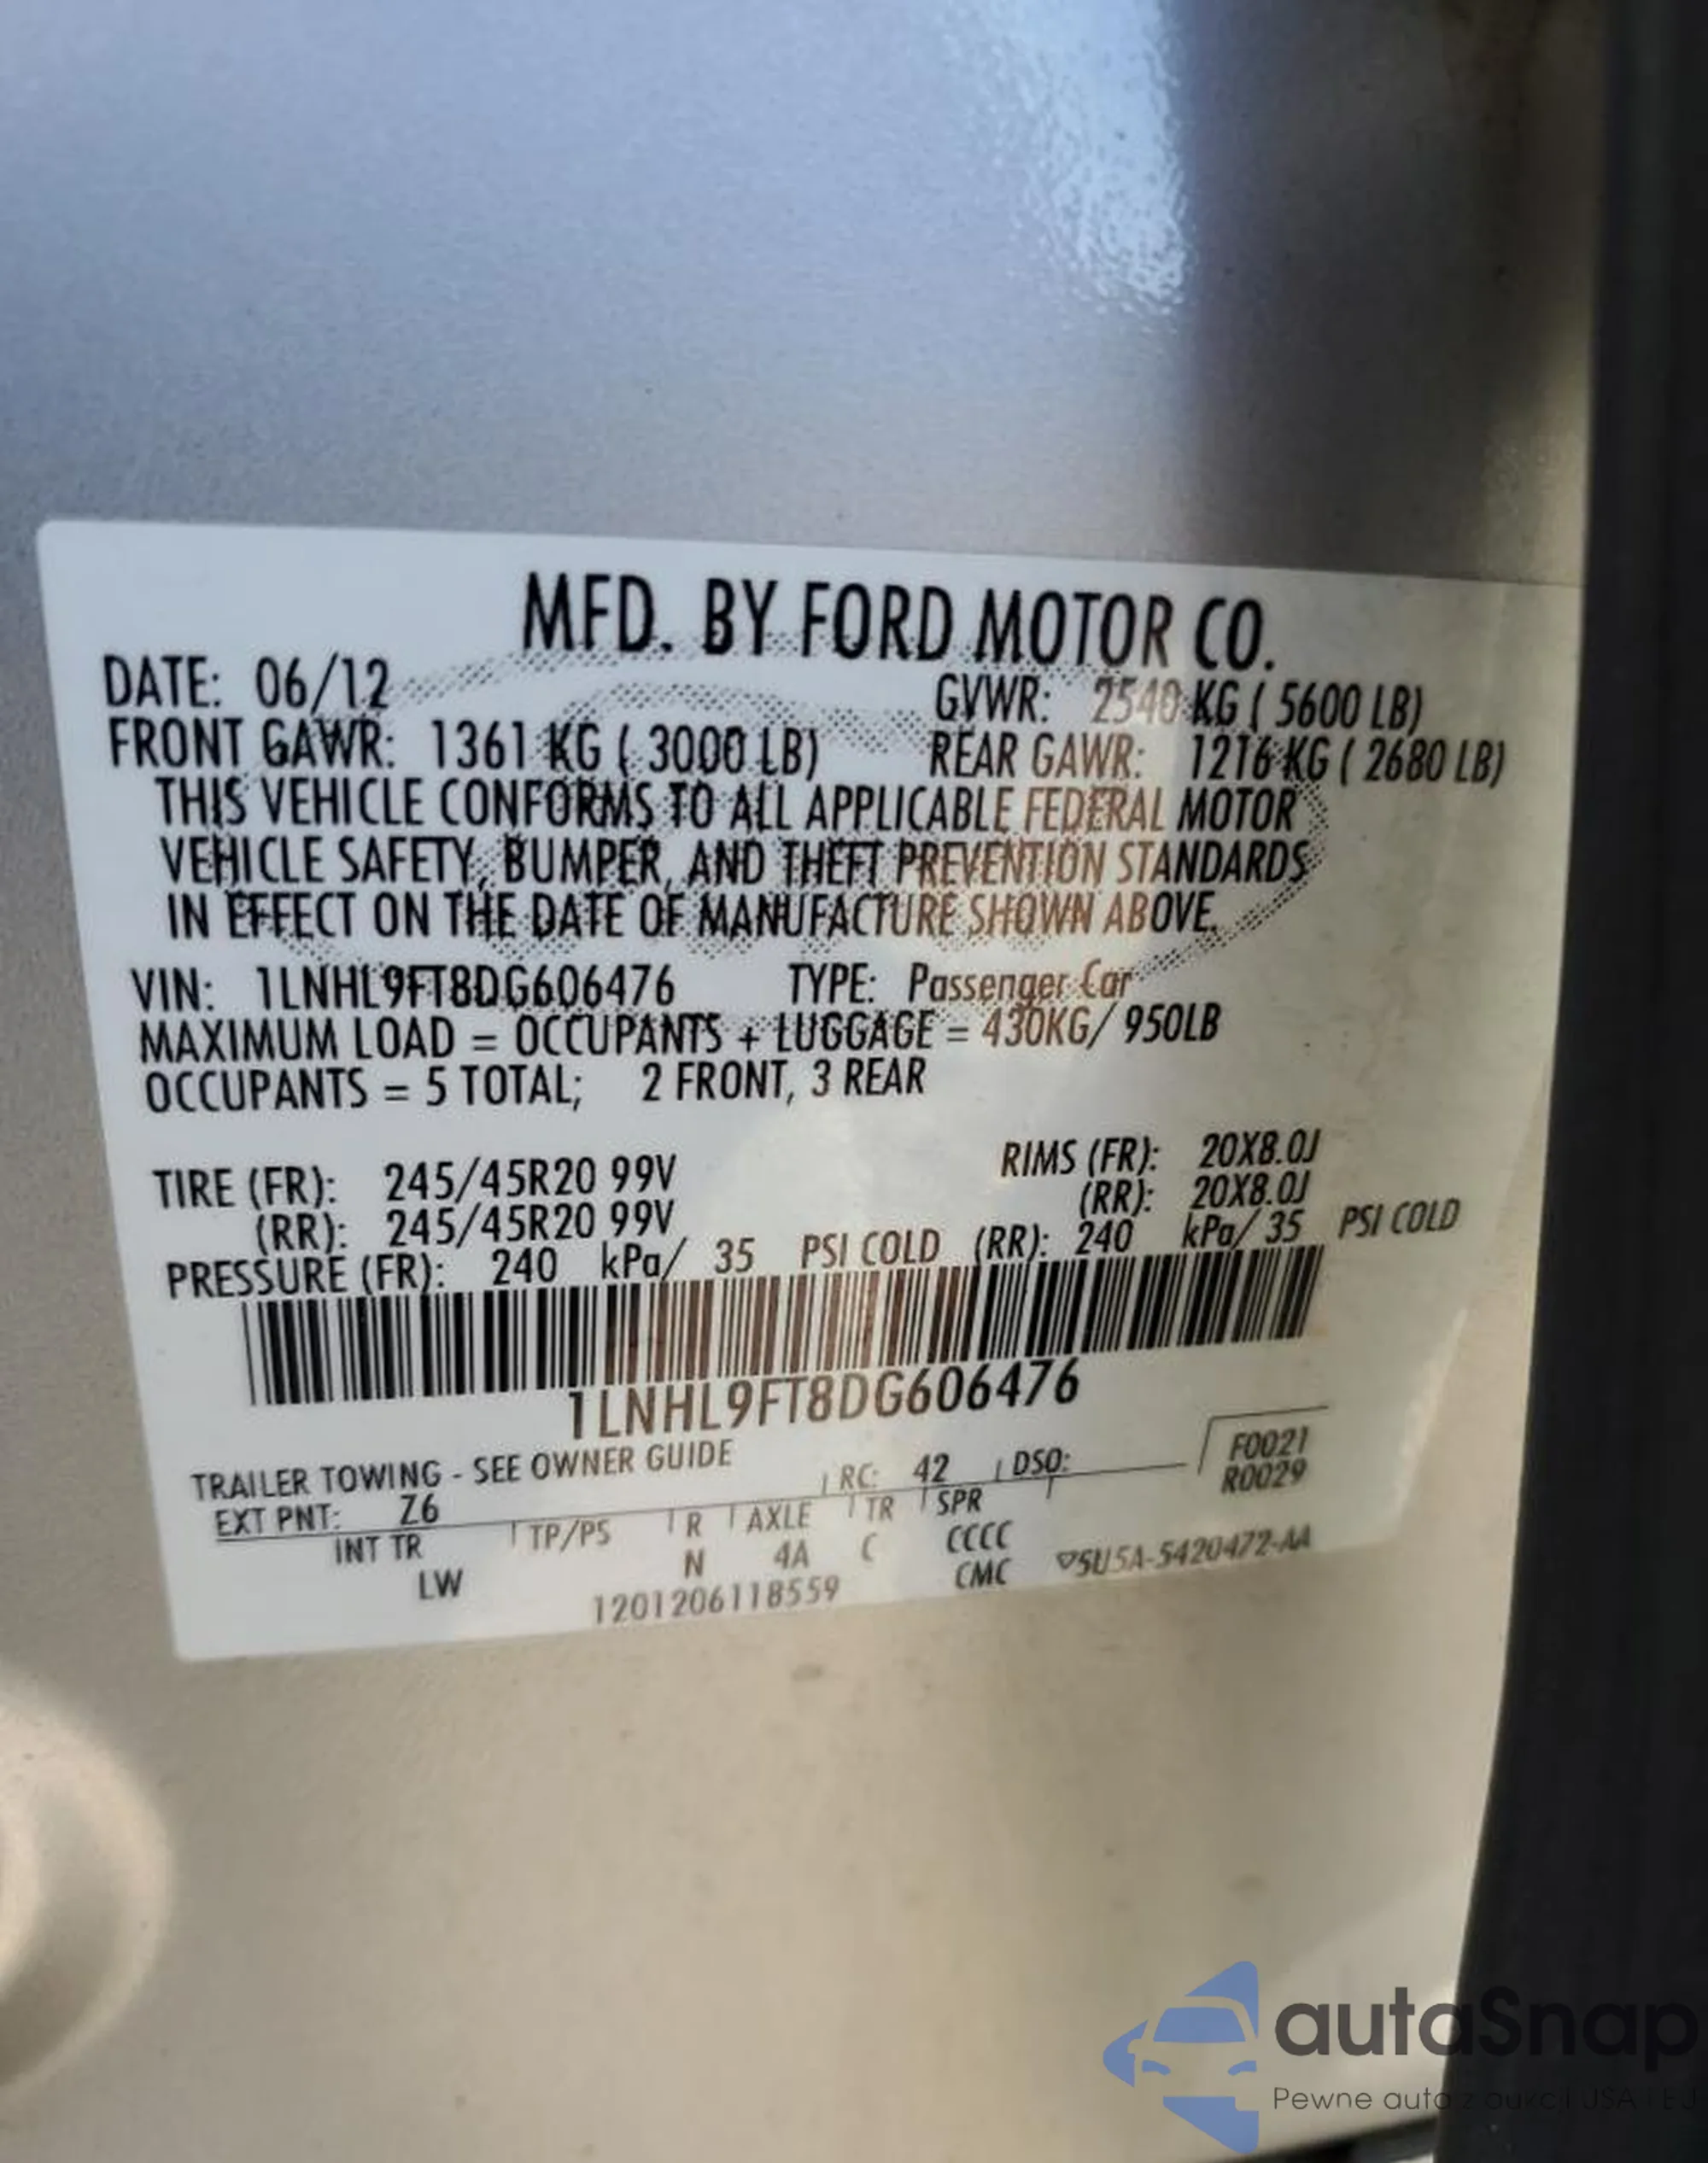 MFD. BY FORD MOTOR CO.
DATE: 06/12
GVWR: 2540 KG ( 5600 LB)
FRONT GAWR: 1361 KG ( 3000 LB) REAR GAWR: 1216 KG ( 2680 LB)
THIS VEHICLE CONFORMS TO ALL APPLICABLE FEDERAL MOTOR
VEHICLE SAFETY, BUMPER, AND THEFT PREVENTION STANDARDS
IN EFFECT ON THE DATE OF MANUFACTURE SHOWN ABOVE.
VIN: 1LNHL9FT8DG606476 TYPE: Passenger Car
MAXIMUM LOAD = OCCUPANTS + LUGGAGE = 430KG/ 950LB
OCCUPANTS = 5 TOTAL; 2 FRONT, 3 REAR
TIRE (FR): 245/45R20 99V RIMS (FR): 20X8.0J
(RR): 245/45R20 99V (RR): 20X8.0J
PRESSURE (FR): 240 kPa/ 35 PSI COLD (RR): 240 kPa/ 35 PSI COLD
1LNHL9FT8DG606476
TRAILER TOWING - SEE OWNER GUIDE
F0021
EXT PNT: Z6 RC: 42 DSO:
R0029
INT TR TP/PS R AXLE TR SPR
LW N 4A C CCCC
1201206118559 CMC 5U5A-5420472-AA
autaSnap
Pewne auta z aukcji USA i EJ